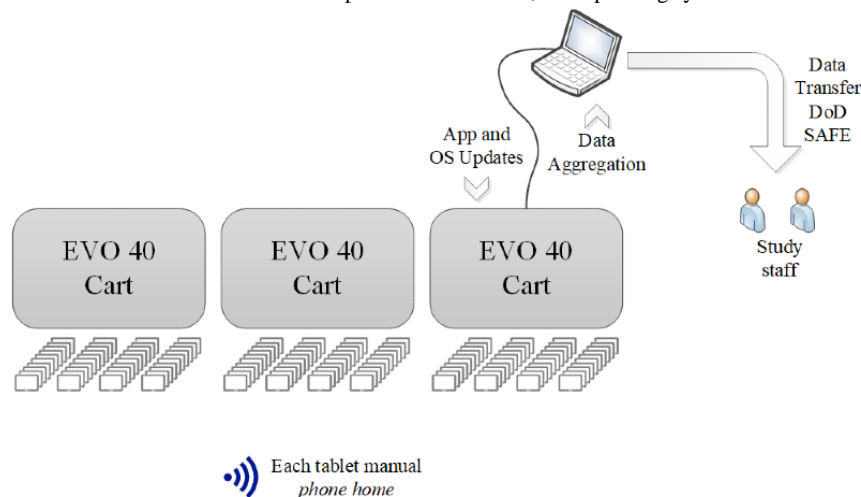 App and
OS Updates
Data
Aggregation
Data
Transfer
DoD
SAFE
EVO 40
Cart
EVO 40
Cart
EVO 40
Cart
Study
staff
Each tablet manual
phone home